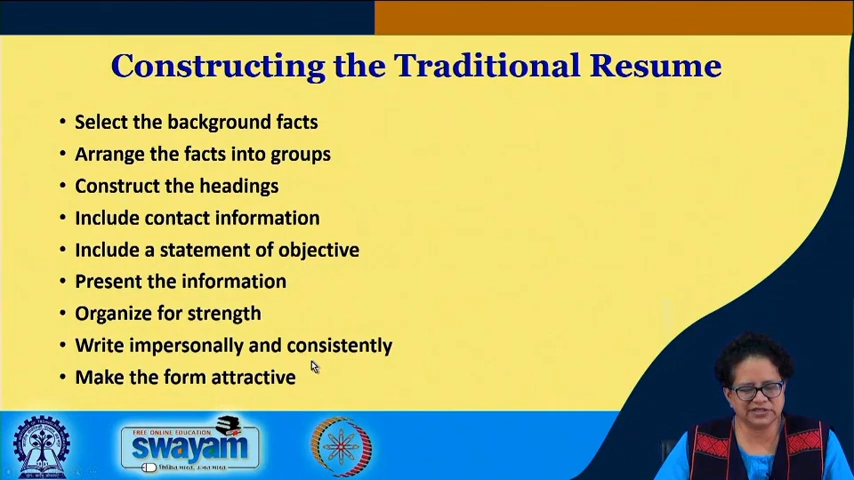 Constructing the Traditional Resume
• Select the background facts
• Arrange the facts into groups
• Construct the headings
• Include contact information
• Include a statement of objective
• Present the information
• Organize for strength
• Write impersonally and consistently
• Make the form attractive
FREE ONLINE EDUCATION
swayam